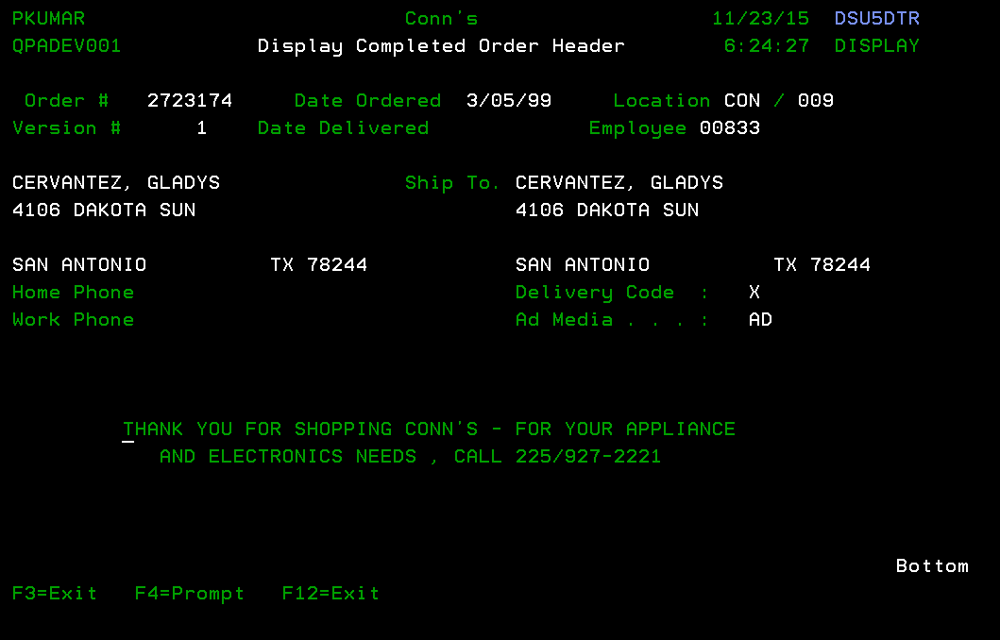 PKUMAR Conn's 11/23/15 DSU5DTR
QPADEV001 Display Completed Order Header 6:24:27 DISPLAY
Order # 2723174 Date Ordered 3/05/99 Location CON / 009
Version # 1 Date Delivered Employee 00833
CERVANTEZ, GLADYS Ship To. CERVANTEZ, GLADYS
4106 DAKOTA SUN 4106 DAKOTA SUN
SAN ANTONIO TX 78244 SAN ANTONIO TX 78244
Home Phone Delivery Code : X
Work Phone Ad Media . . . : AD
THANK YOU FOR SHOPPING CONN'S - FOR YOUR APPLIANCE
AND ELECTRONICS NEEDS , CALL 225/927-2221
Bottom
F3=Exit F4=Prompt F12=Exit